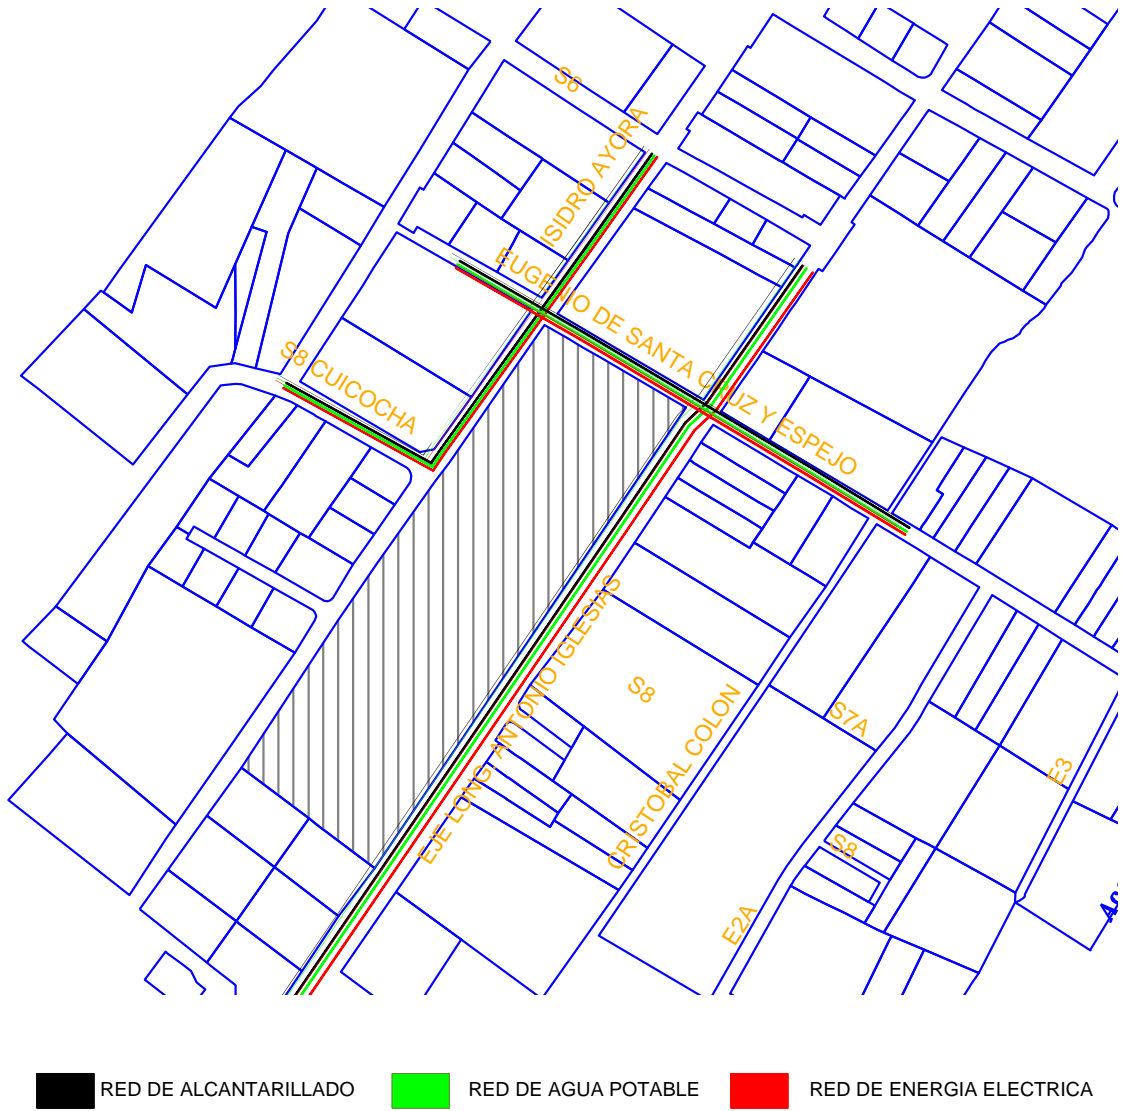 S6
ISIDRO AYORA
EUGENIO DE SANTA CRUZ Y ESPEJO
S8 CUICOCHA
EJE LONG. ANTONIO IGLESIAS
S8
CRISTOBAL COLON
S7A
E3
S8
E2A
RED DE ALCANTARILLADO
RED DE AGUA POTABLE
RED DE ENERGIA ELECTRICA